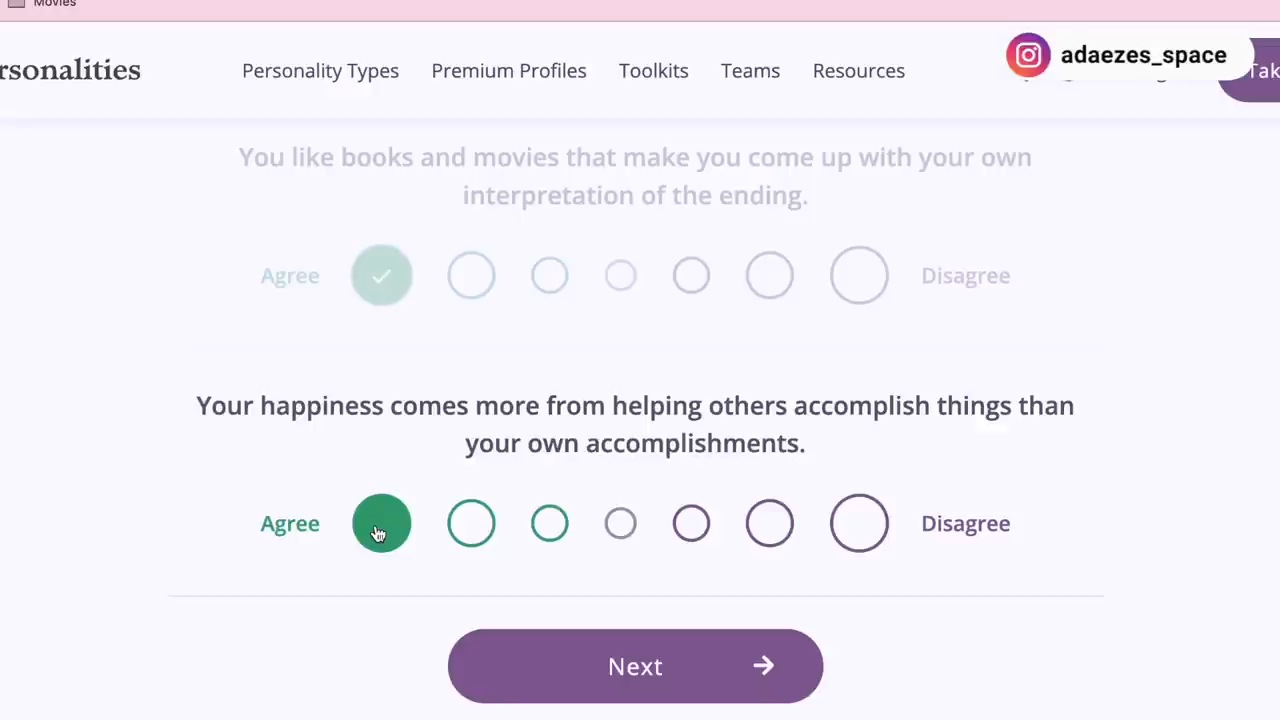 Movies
rsonalities
Personality Types Premium Profiles Toolkits Teams Resources
adaezes_space
Tak
You like books and movies that make you come up with your own
interpretation of the ending.
Agree Disagree
Your happiness comes more from helping others accomplish things than
your own accomplishments.
Agree Disagree
Next